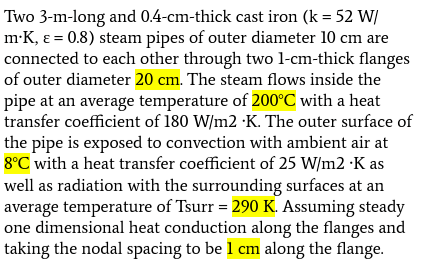 Two 3-m-long and 0.4-cm-thick cast iron (k = 52 W/
m·K, ε = 0.8) steam pipes of outer diameter 10 cm are
connected to each other through two 1-cm-thick flanges
of outer diameter 20 cm. The steam flows inside the
pipe at an average temperature of 200°C with a heat
transfer coefficient of 180 W/m2 ·K. The outer surface of
the pipe is exposed to convection with ambient air at
8°C with a heat transfer coefficient of 25 W/m2 ·K as
well as radiation with the surrounding surfaces at an
average temperature of Tsurr = 290 K. Assuming steady
one dimensional heat conduction along the flanges and
taking the nodal spacing to be 1 cm along the flange.